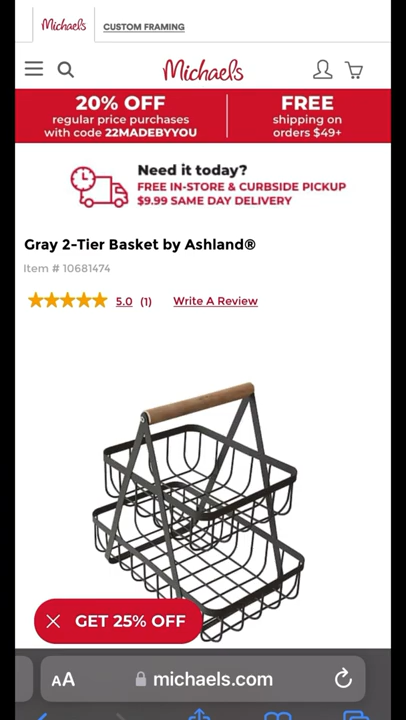 Michaels CUSTOM FRAMING
Michaels
20% OFF
regular price purchases
with code 22MADEBYYOU
FREE
shipping on
orders $49+
Need it today?
FREE IN-STORE & CURBSIDE PICKUP
$9.99 SAME DAY DELIVERY
Gray 2-Tier Basket by Ashland®
Item # 10681474
5.0 (1) Write A Review
GET 25% OFF
AA michaels.com